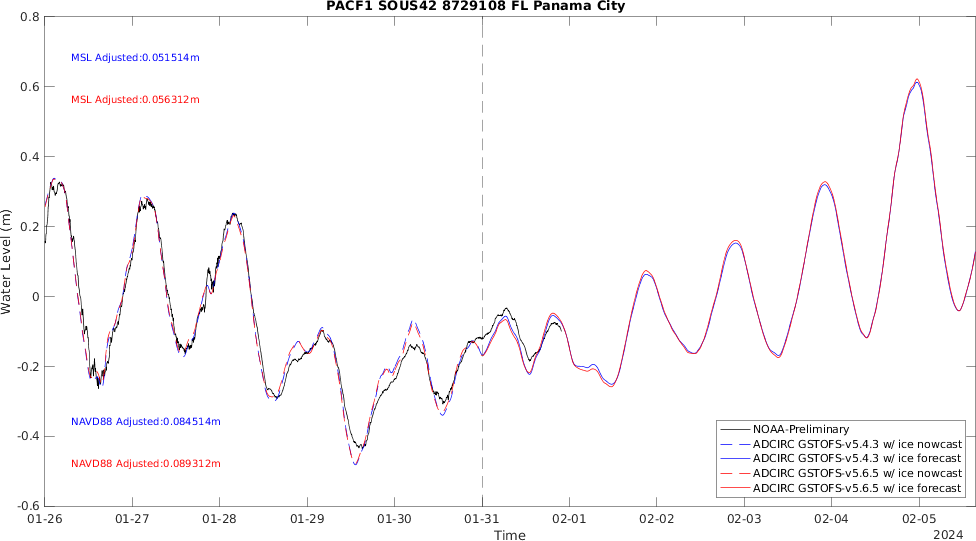 PACF1 SOUS42 8729108 FL Panama City
MSL Adjusted:0.051514m
MSL Adjusted:0.056312m
NAVD88 Adjusted:0.084514m
NAVD88 Adjusted:0.089312m
Water Level (m)
0.8
0.6
0.4
0.2
0
-0.2
-0.4
-0.6
NOAA-Preliminary
ADCIRC GSTOFS-v5.4.3 w/ ice nowcast
ADCIRC GSTOFS-v5.4.3 w/ ice forecast
ADCIRC GSTOFS-v5.6.5 w/ ice nowcast
ADCIRC GSTOFS-v5.6.5 w/ ice forecast
01-26 01-27 01-28 01-29 01-30 01-31 02-01 02-02 02-03 02-04 02-05
Time
2024